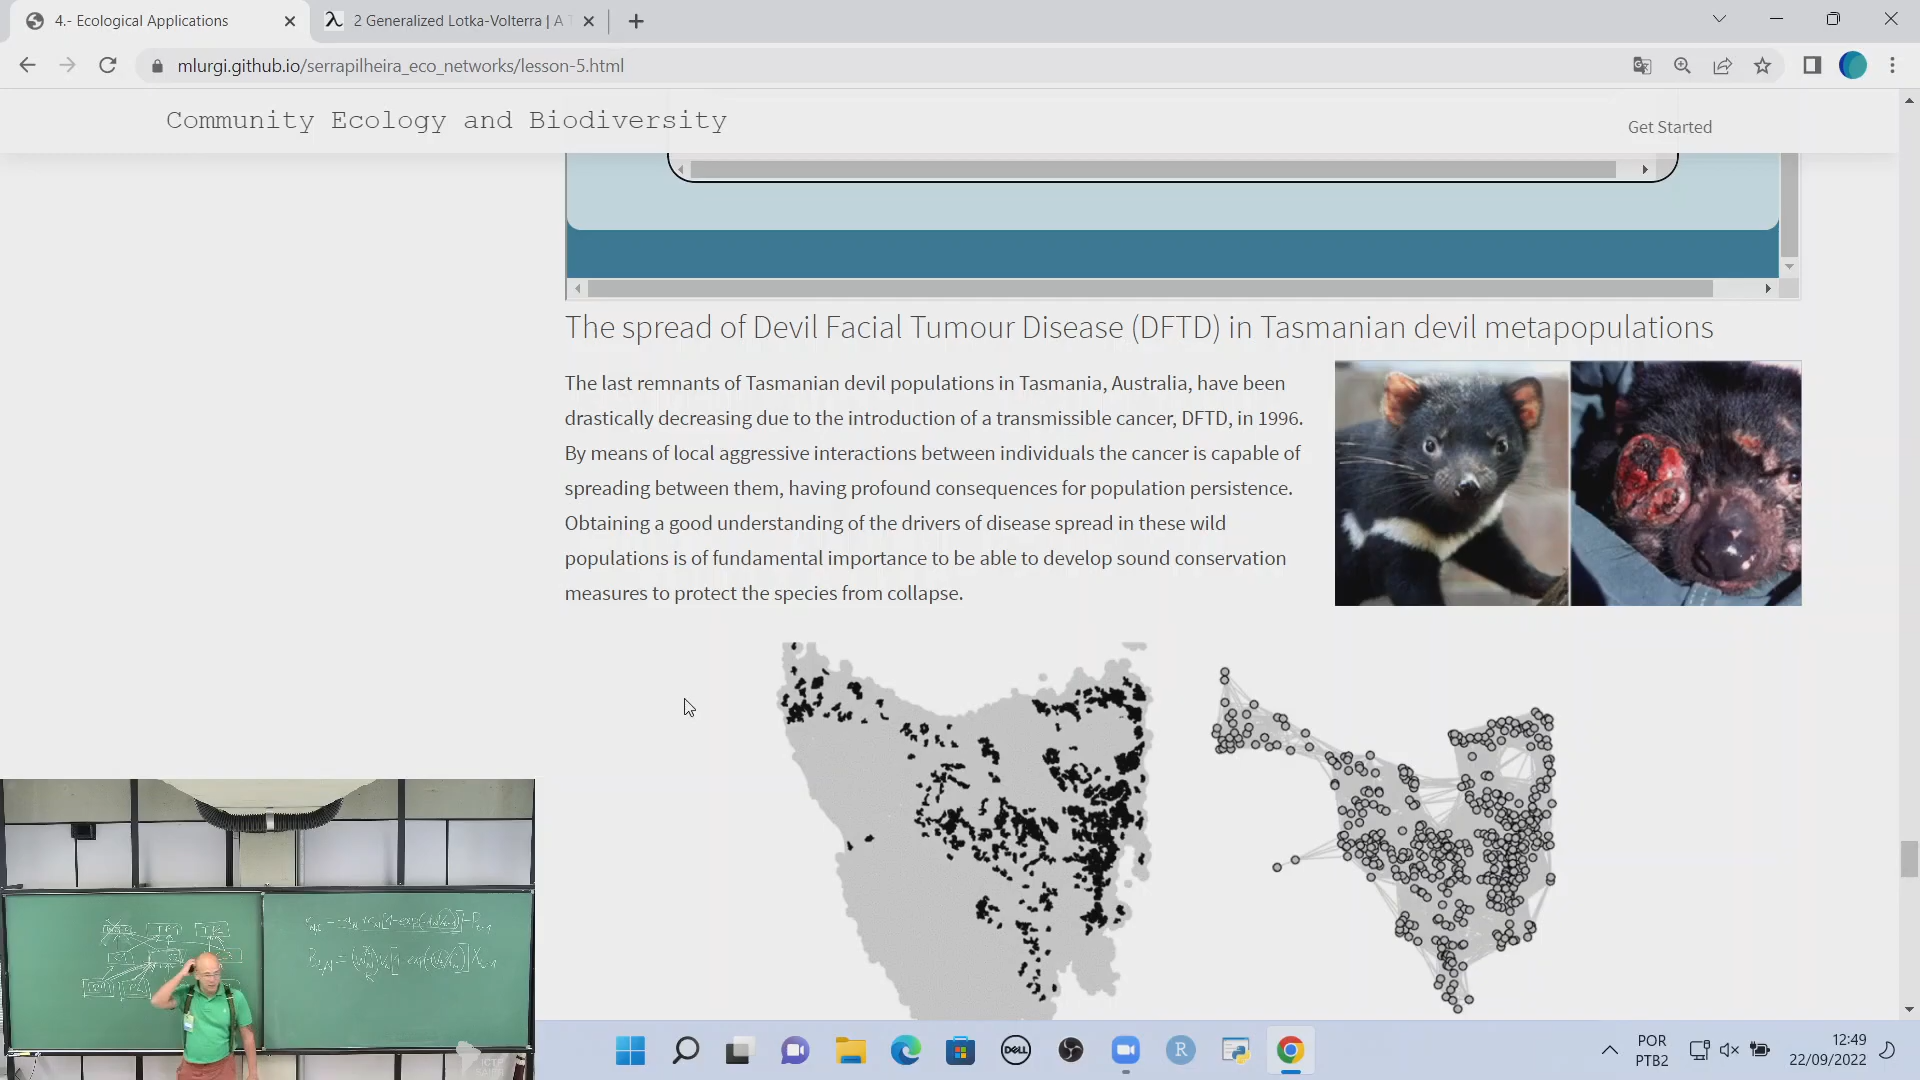 4.- Ecological Applications
2 Generalized Lotka-Volterra | A T
mlurgi.github.io/serrapilheira_eco_networks/lesson-5.html
Community Ecology and Biodiversity
Get Started
The spread of Devil Facial Tumour Disease (DFTD) in Tasmanian devil metapopulations
The last remnants of Tasmanian devil populations in Tasmania, Australia, have been
drastically decreasing due to the introduction of a transmissible cancer, DFTD, in 1996.
By means of local aggressive interactions between individuals the cancer is capable of
spreading between them, having profound consequences for population persistence.
Obtaining a good understanding of the drivers of disease spread in these wild
populations is of fundamental importance to be able to develop sound conservation
measures to protect the species from collapse.
DELL
R
POR
PTB2
12:49
22/09/2022